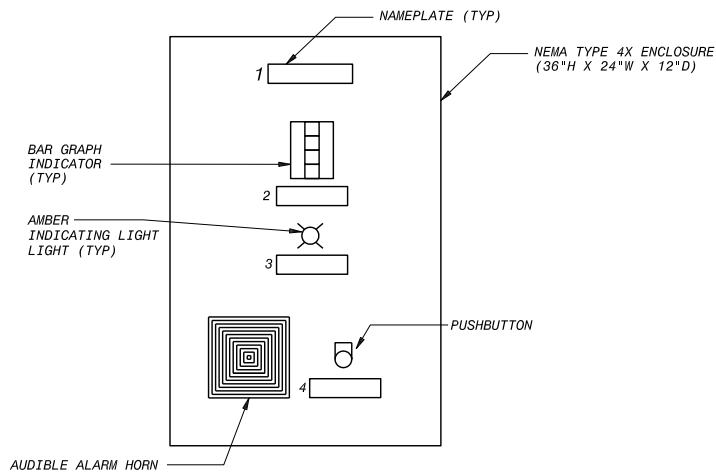 NAMEPLATE (TYP)
NEMA TYPE 4X ENCLOSURE
(36"H X 24"W X 12"D)
1
BAR GRAPH
INDICATOR
(TYP)
2
AMBER
INDICATING LIGHT
LIGHT (TYP)
3
PUSHBUTTON
4
AUDIBLE ALARM HORN